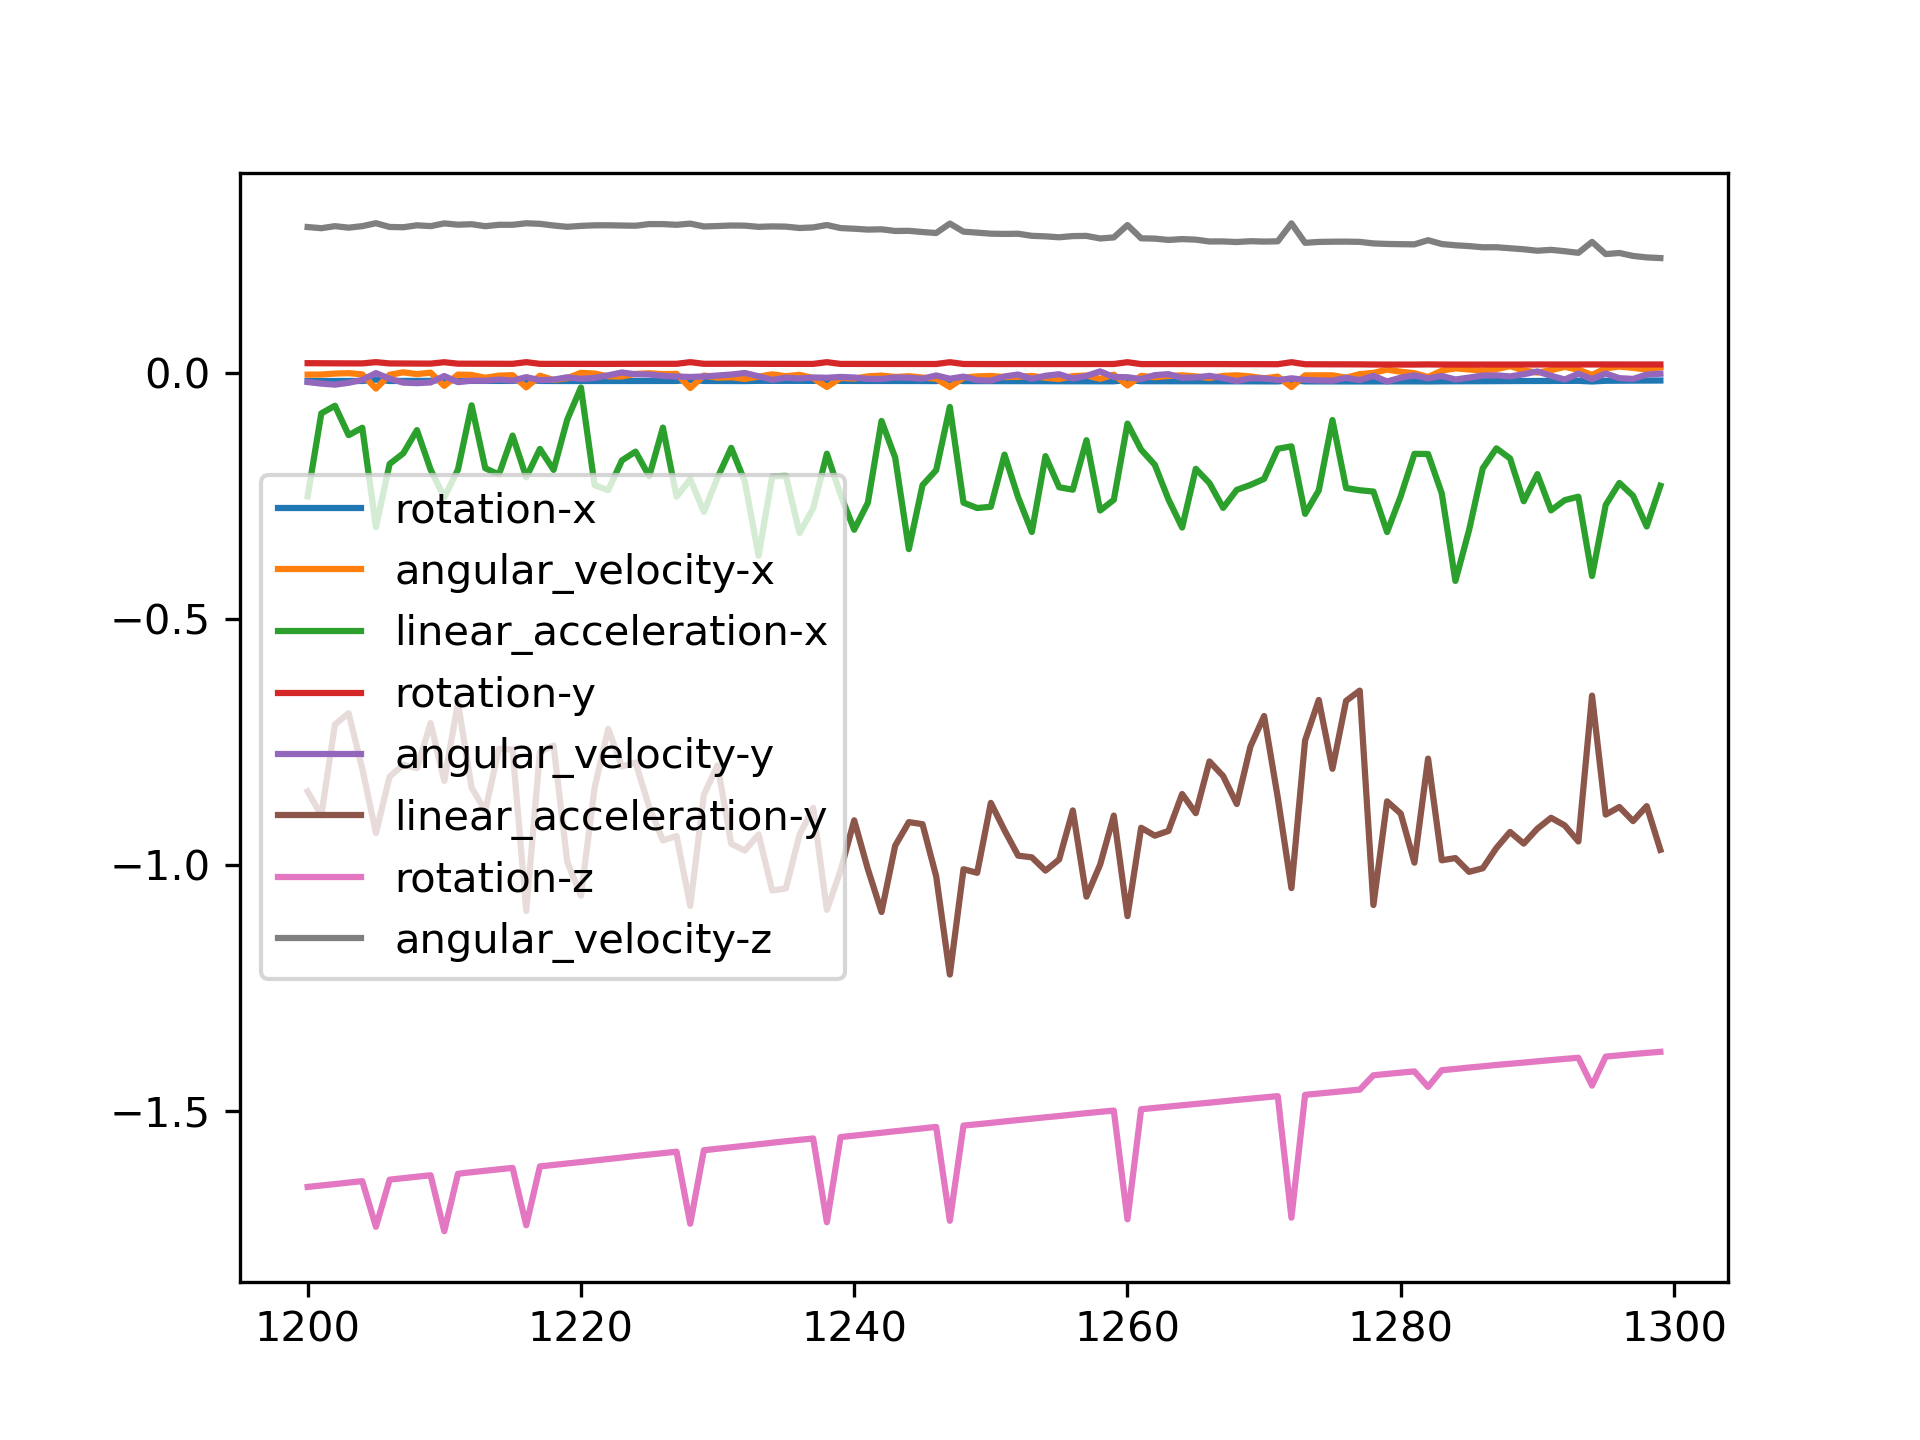 0.0
−0.5
−1.0
−1.5
rotation-x
angular_velocity-x
linear_acceleration-x
rotation-y
angular_velocity-y
linear_acceleration-y
rotation-z
angular_velocity-z
1200 1220 1240 1260 1280 1300